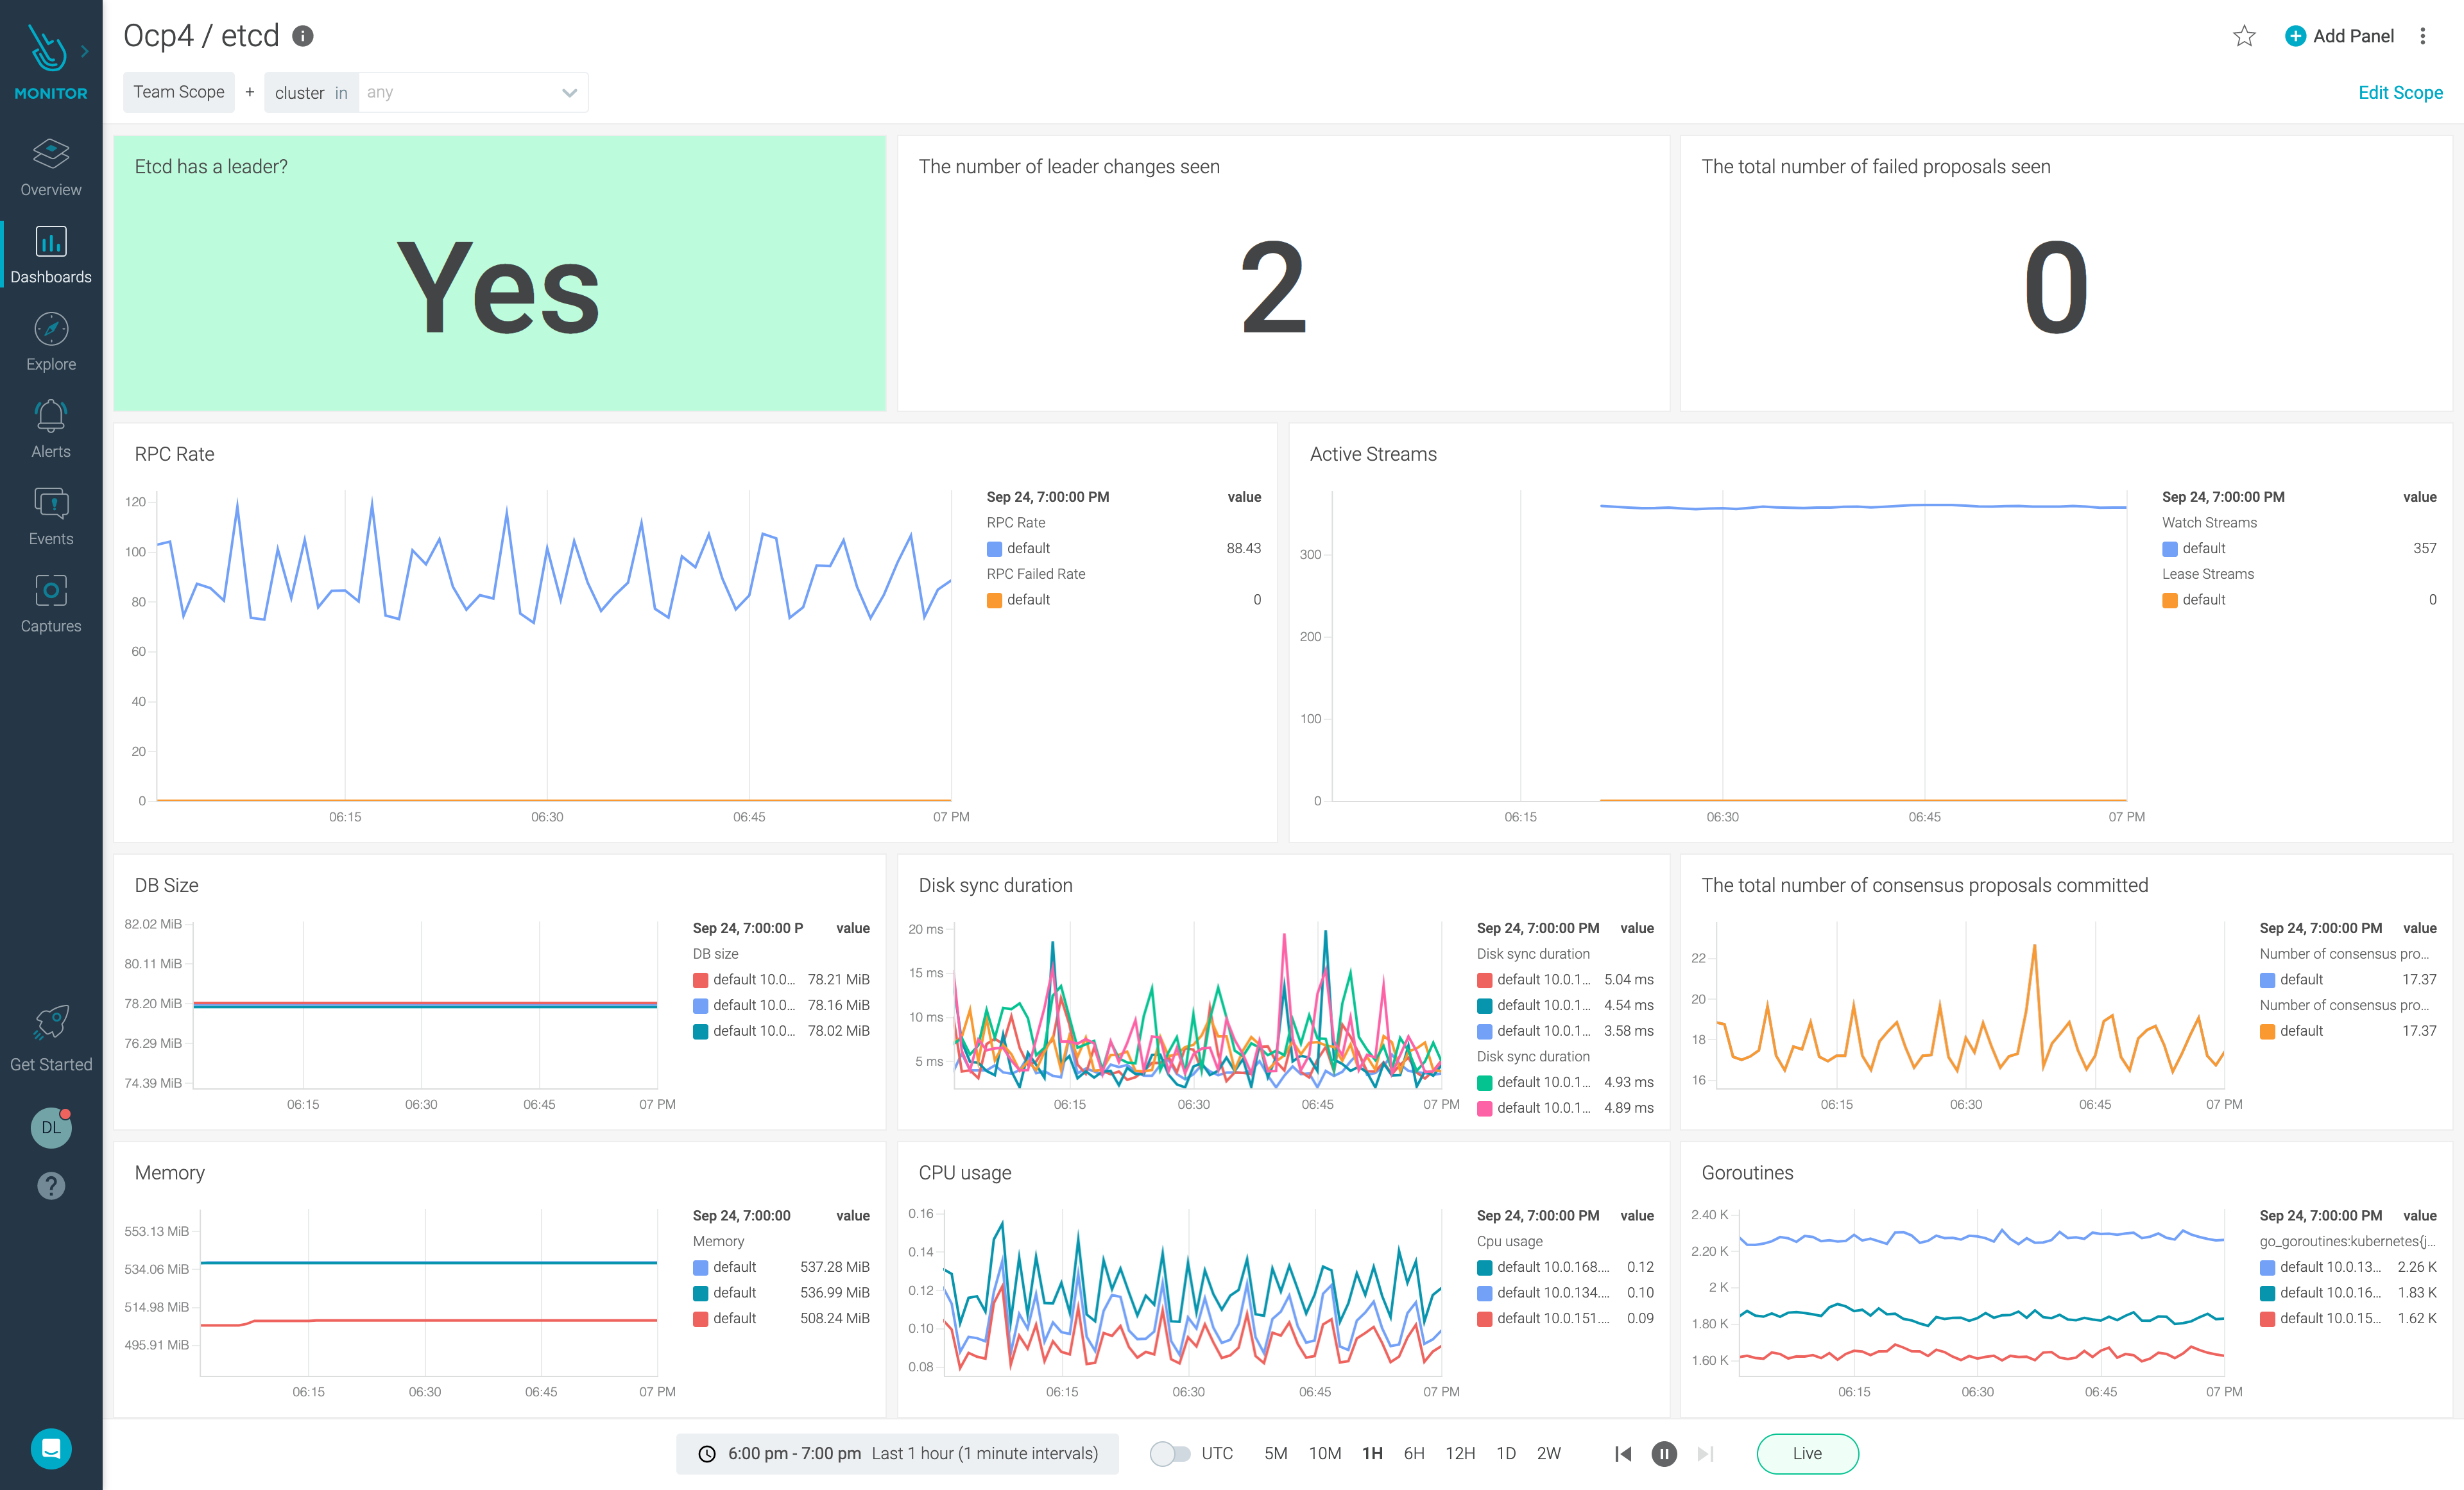 Ocp4 / etcd
Add Panel
MONITOR
Team Scope + cluster in any
Edit Scope
Overview
Dashboards
Explore
Alerts
Events
Captures
Get Started
DL
Etcd has a leader?
Yes
The number of leader changes seen
2
The total number of failed proposals seen
0
RPC Rate
120
100
80
60
40
20
0
06:15 06:30 06:45 07 PM
Sep 24, 7:00:00 PM value
RPC Rate
default 88.43
RPC Failed Rate
default 0
Active Streams
300
200
100
0
06:15 06:30 06:45 07 PM
Sep 24, 7:00:00 PM value
Watch Streams
default 357
Lease Streams
default 0
DB Size
82.02 MiB
80.11 MiB
78.20 MiB
76.29 MiB
74.39 MiB
06:15 06:30 06:45 07 PM
Sep 24, 7:00:00 P value
DB size
default 10.0... 78.21 MiB
default 10.0... 78.16 MiB
default 10.0... 78.02 MiB
Disk sync duration
20 ms
15 ms
10 ms
5 ms
06:15 06:30 06:45 07 PM
Sep 24, 7:00:00 PM value
Disk sync duration
default 10.0.1... 5.04 ms
default 10.0.1... 4.54 ms
default 10.0.1... 3.58 ms
Disk sync duration
default 10.0.1... 4.93 ms
default 10.0.1... 4.89 ms
The total number of consensus proposals committed
22
20
18
16
06:15 06:30 06:45 07 PM
Sep 24, 7:00:00 PM value
Number of consensus pro...
default 17.37
Number of consensus pro...
default 17.37
Memory
553.13 MiB
534.06 MiB
514.98 MiB
495.91 MiB
06:15 06:30 06:45 07 PM
Sep 24, 7:00:00 value
Memory
default 537.28 MiB
default 536.99 MiB
default 508.24 MiB
CPU usage
0.16
0.14
0.12
0.10
0.08
06:15 06:30 06:45 07 PM
Sep 24, 7:00:00 PM value
Cpu usage
default 10.0.168.... 0.12
default 10.0.134.... 0.10
default 10.0.151.... 0.09
Goroutines
2.40 K
2.20 K
2 K
1.80 K
1.60 K
06:15 06:30 06:45 07 PM
Sep 24, 7:00:00 PM value
go_goroutines:kubernetes{j...
default 10.0.13... 2.26 K
default 10.0.16... 1.83 K
default 10.0.15... 1.62 K
6:00 pm - 7:00 pm Last 1 hour (1 minute intervals) UTC 5M 10M 1H 6H 12H 1D 2W Live